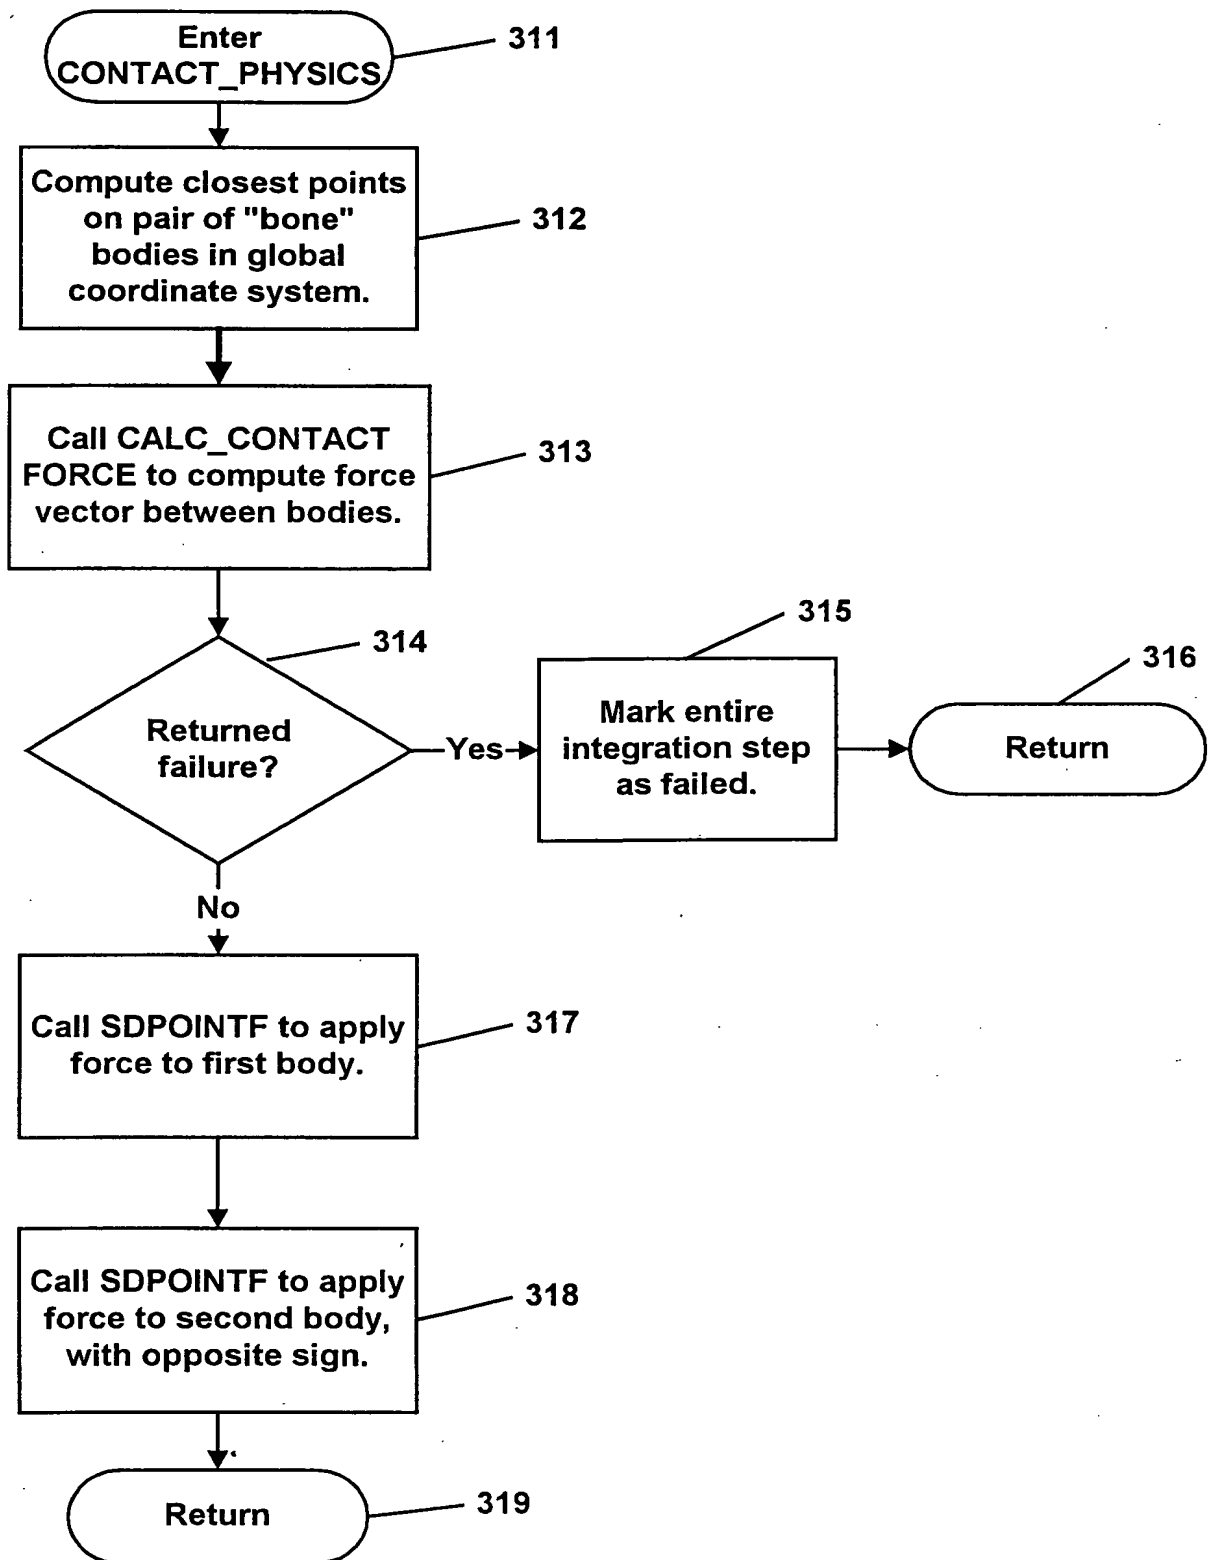 Enter
CONTACT_PHYSICS
311
Compute closest points
on pair of "bone"
bodies in global
coordinate system.
312
Call CALC_CONTACT
FORCE to compute force
vector between bodies.
313
314
Returned
failure?
Yes
315
Mark entire
integration step
as failed.
316
Return
No
Call SDPOINTF to apply
force to first body.
317
Call SDPOINTF to apply
force to second body,
with opposite sign.
318
Return
319